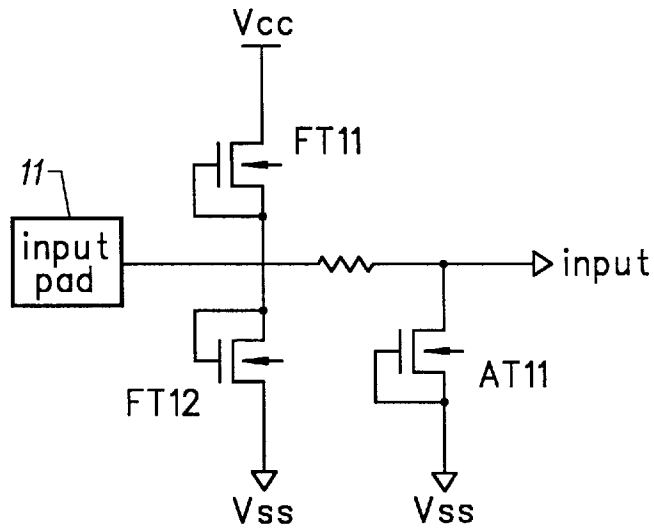 Vcc
FT11
11
input
pad
input
FT12
AT11
Vss
Vss